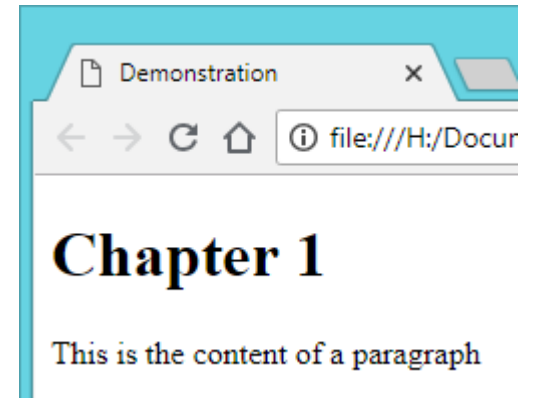 Demonstration
file:///H:/Docur
Chapter 1
This is the content of a paragraph